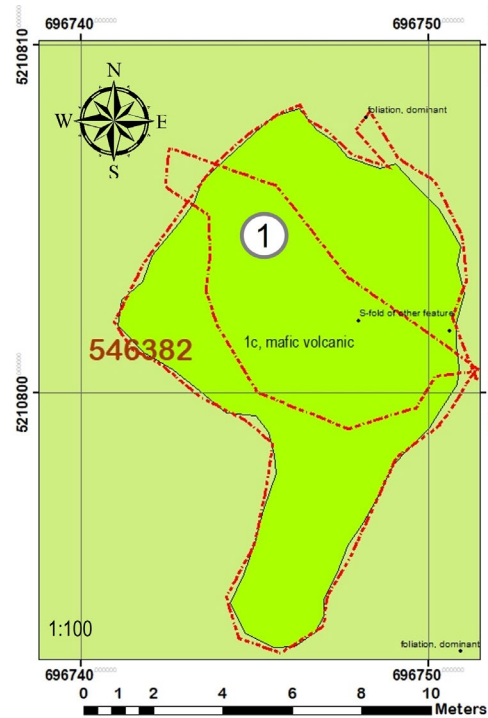 696740 696750
5210810
N
W E
S
foliation, dominant
1
S-fold or other feature
1c, mafic volcanic
546382
5210800
1:100
foliation, dominant
696740 696750
0 1 2 4 6 8 10 Meters